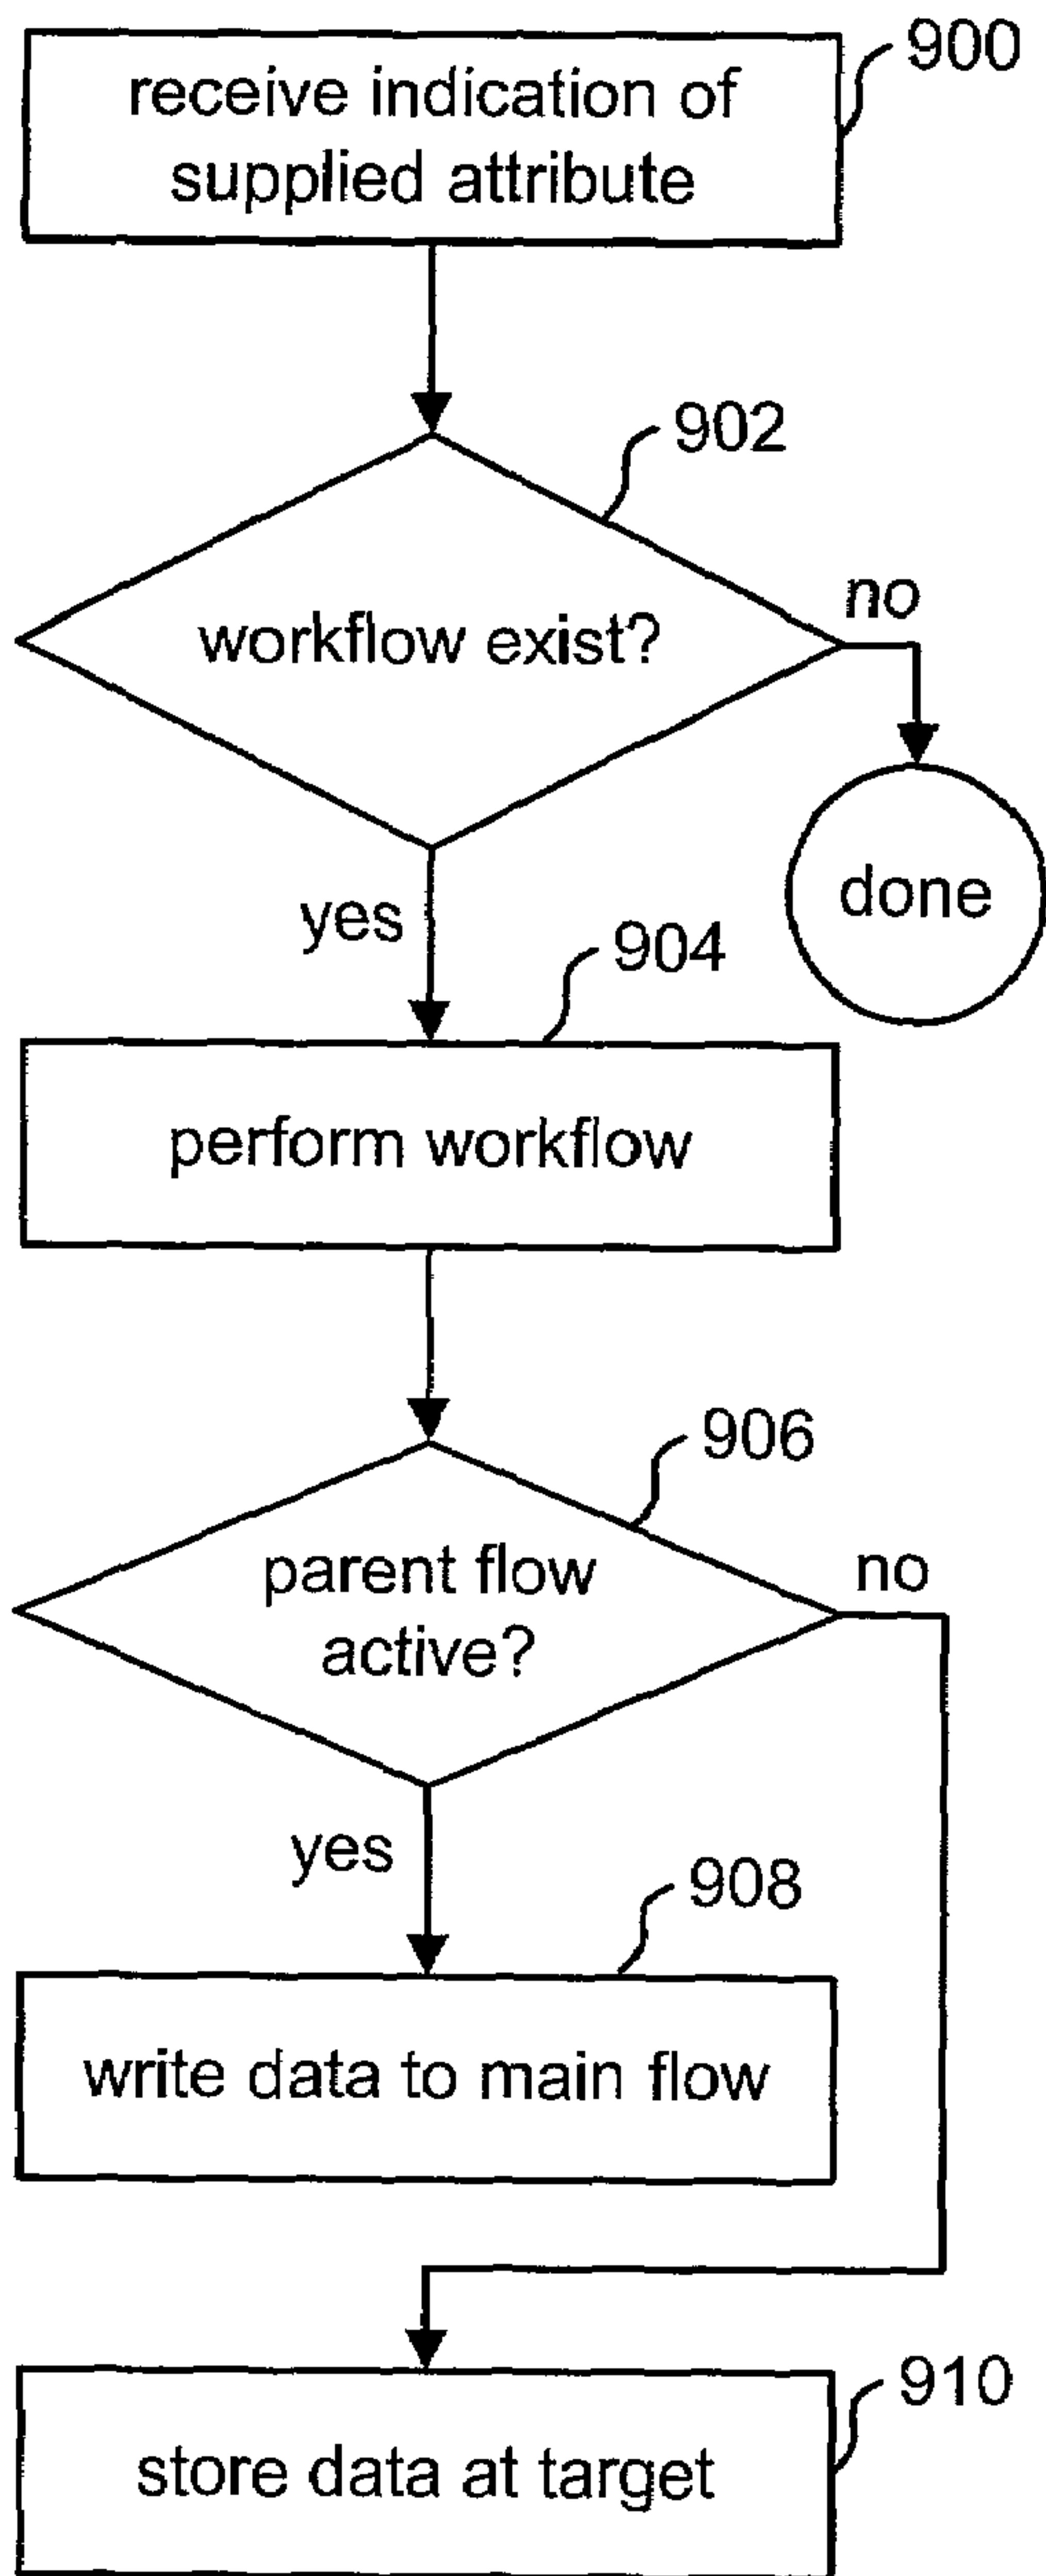 900
receive indication of
supplied attribute
902
workflow exist?
no
done
yes
904
perform workflow
906
parent flow
active?
no
yes
908
write data to main flow
910
store data at target